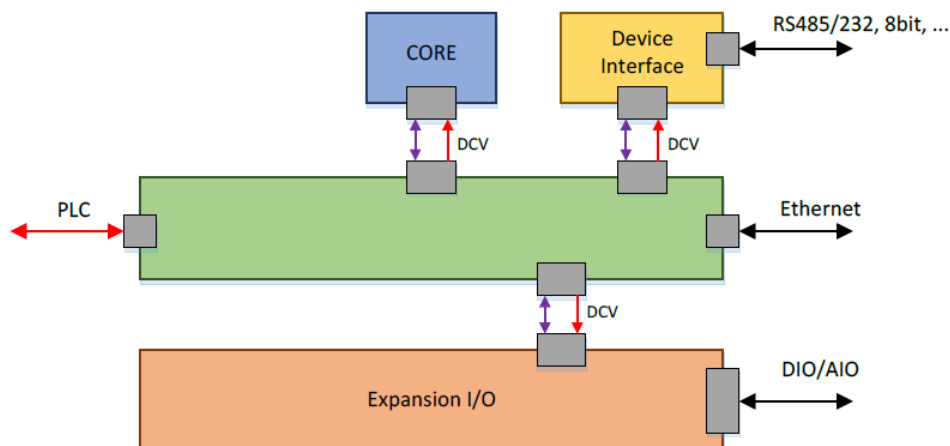 RS485/232, 8bit, ...
CORE
Device
Interface
DCV
DCV
PLC
Ethernet
DCV
DIO/AIO
Expansion I/O